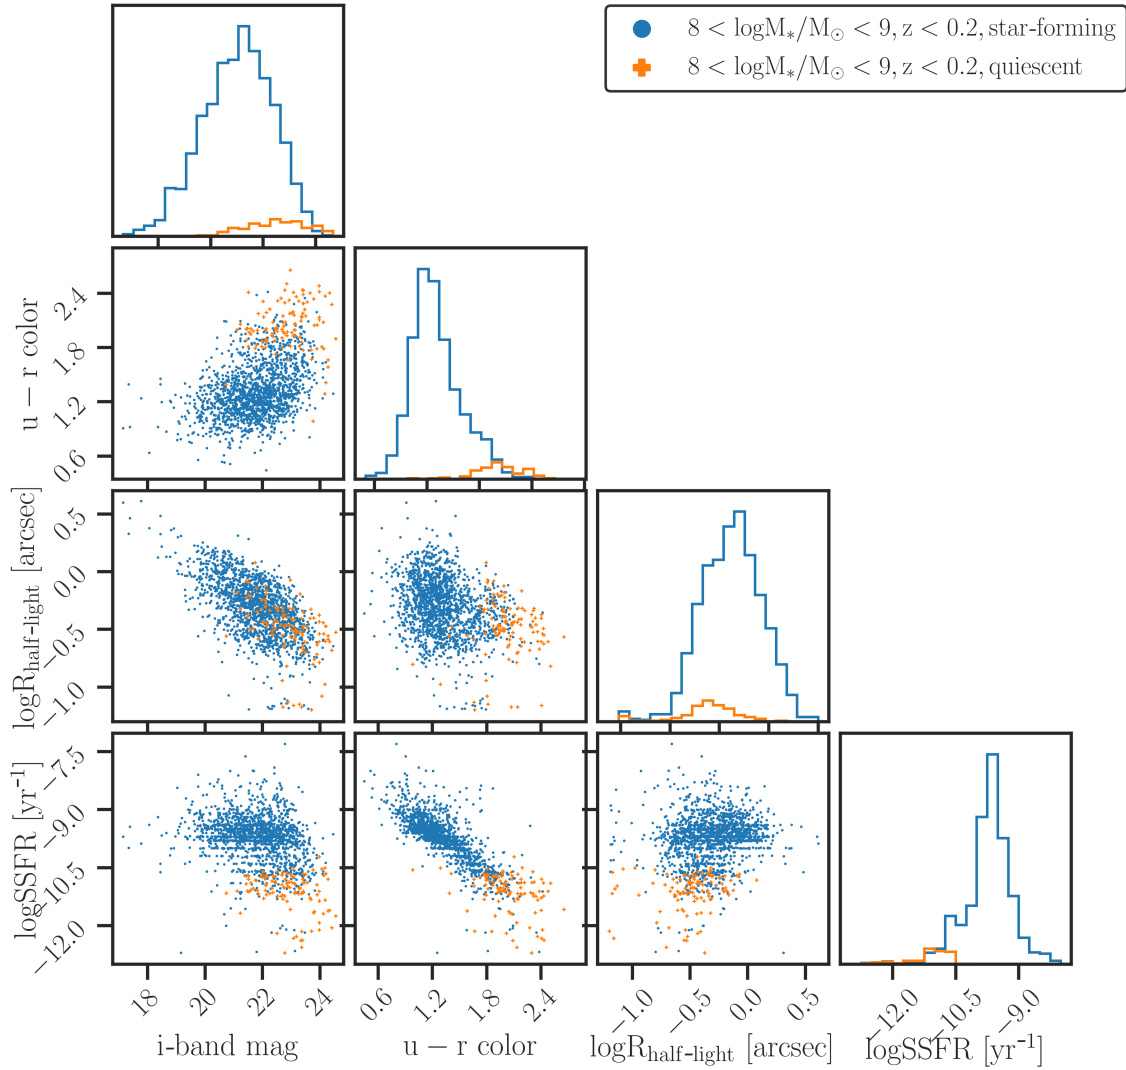 8 < logM*/M⊙ < 9, z < 0.2, star-forming
8 < logM*/M⊙ < 9, z < 0.2, quiescent
u − r color
2.4
1.8
1.2
0.6
logR_half-light [arcsec]
0.5
0.0
−0.5
−1.0
logSSFR [yr⁻¹]
−7.5
−9.0
−10.5
−12.0
18 20 22 24 0.6 1.2 1.8 2.4 −1.0 −0.5 0.0 0.5 −12.0 −10.5 −9.0
i-band mag u − r color logR_half-light [arcsec] logSSFR [yr⁻¹]